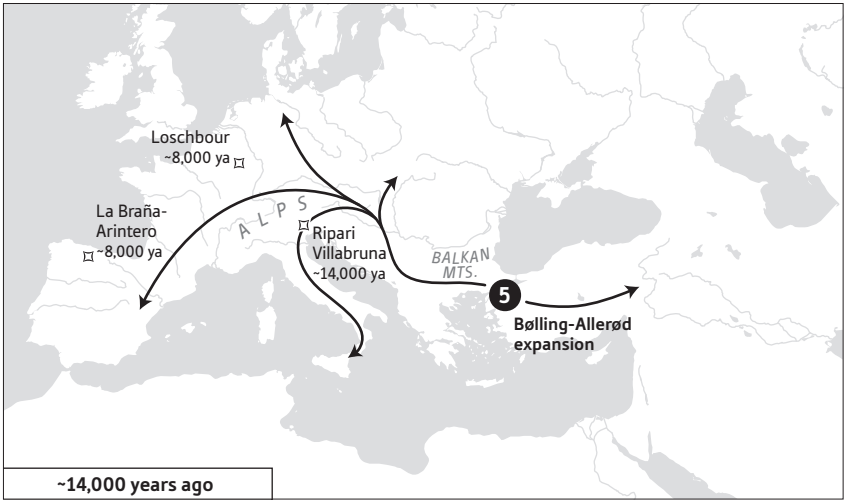 Loschbour
~8,000 ya
La Braña-
Arintero
~8,000 ya
ALPS
Ripari
Villabruna
~14,000 ya
BALKAN
MTS.
5
Bølling-Allerød
expansion
~14,000 years ago